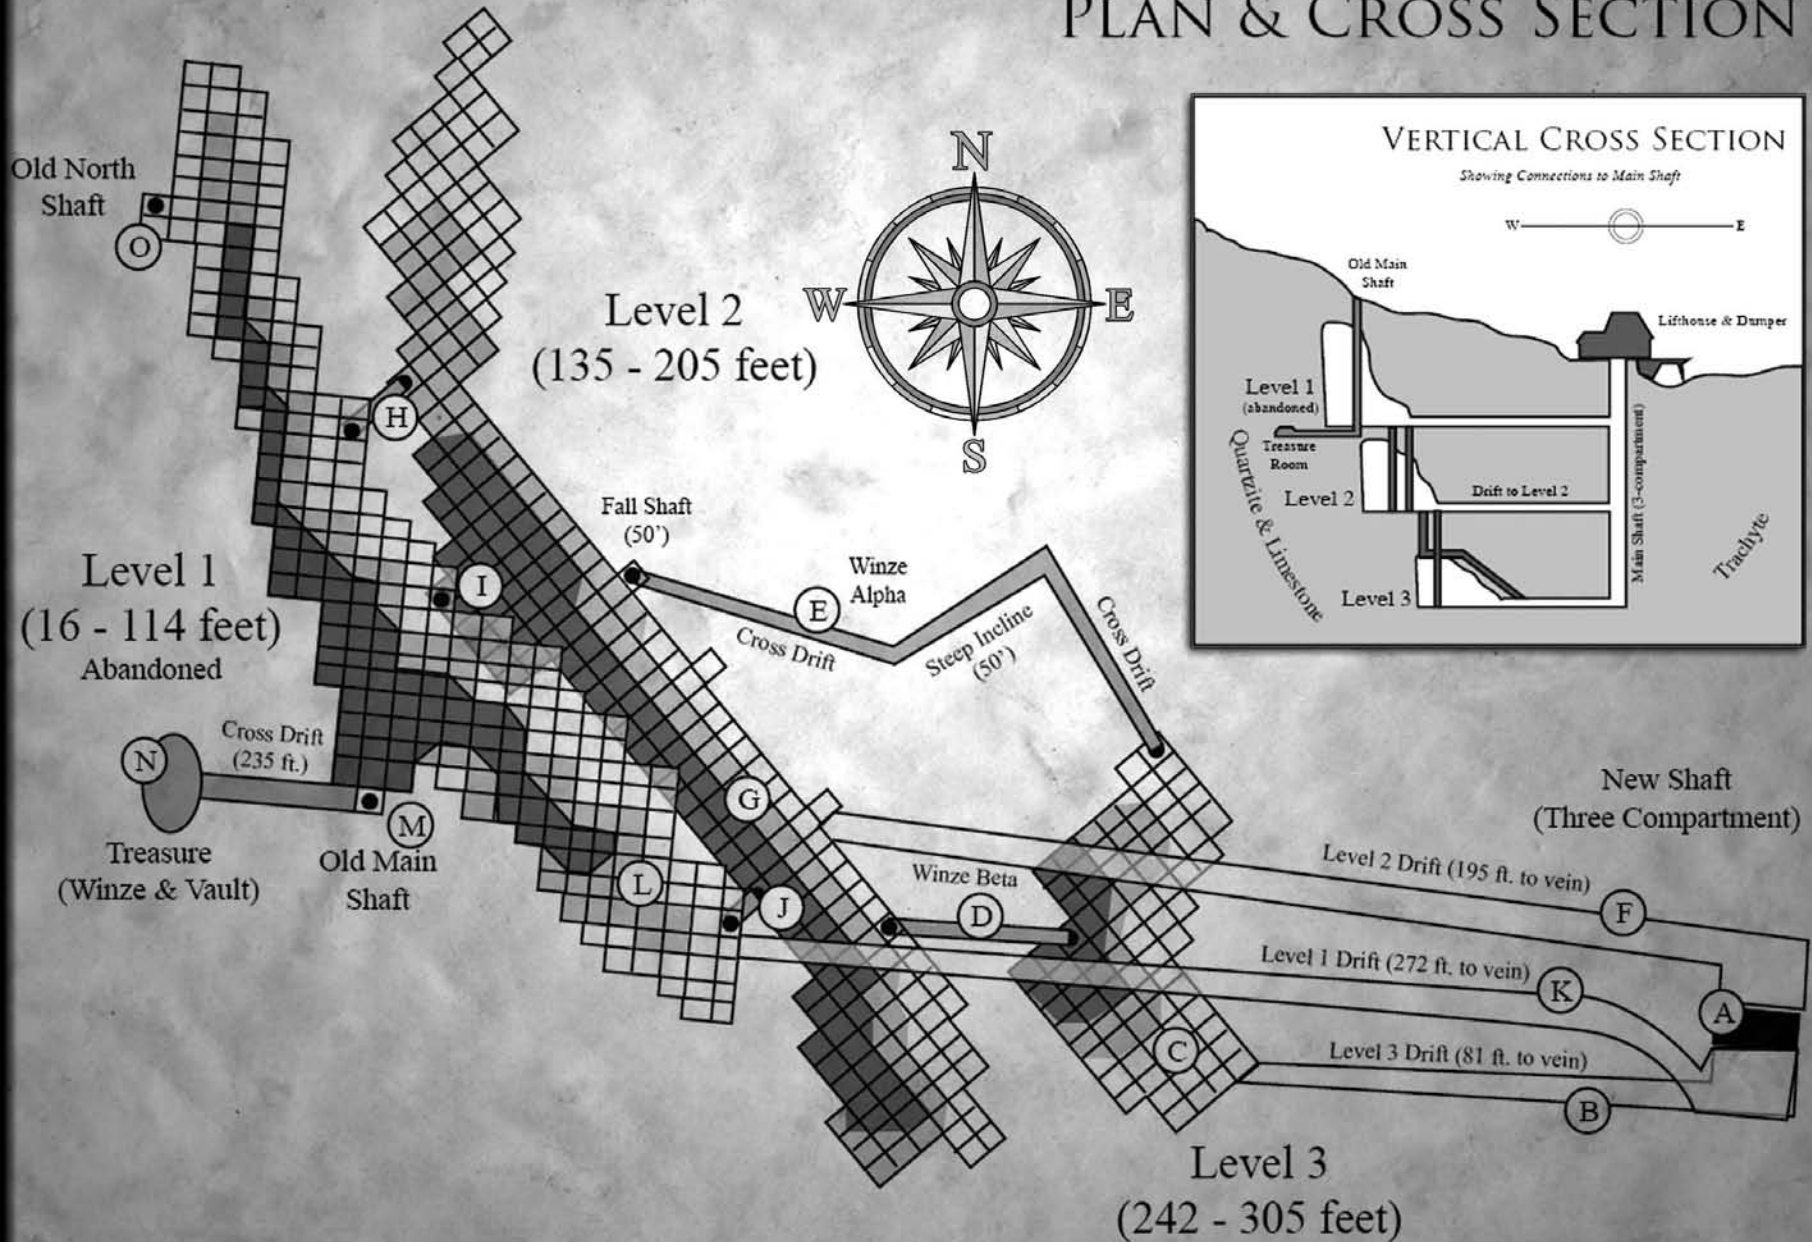 PLAN & CROSS SECTION
VERTICAL CROSS SECTION
Showing Connections to Main Shaft
W
E
Old Main
Shaft
Lifthouse & Dumper
Level 1
(abandoned)
Treasure
Room
Level 2
Drift to Level 2
Main Shaft (3-compartment)
Quartzite & Limestone
Trachyte
Level 3
N
W
E
S
Old North
Shaft
O
Level 2
(135 - 205 feet)
H
Fall Shaft
(50')
Winze
Alpha
E
Cross Drift
Steep Incline
(50')
Cross Drift
I
Level 1
(16 - 114 feet)
Abandoned
N
Cross Drift
(235 ft.)
M
Treasure
(Winze & Vault)
Old Main
Shaft
G
L
J
Winze Beta
D
New Shaft
(Three Compartment)
Level 2 Drift (195 ft. to vein)
F
Level 1 Drift (272 ft. to vein)
K
A
C
Level 3 Drift (81 ft. to vein)
B
Level 3
(242 - 305 feet)